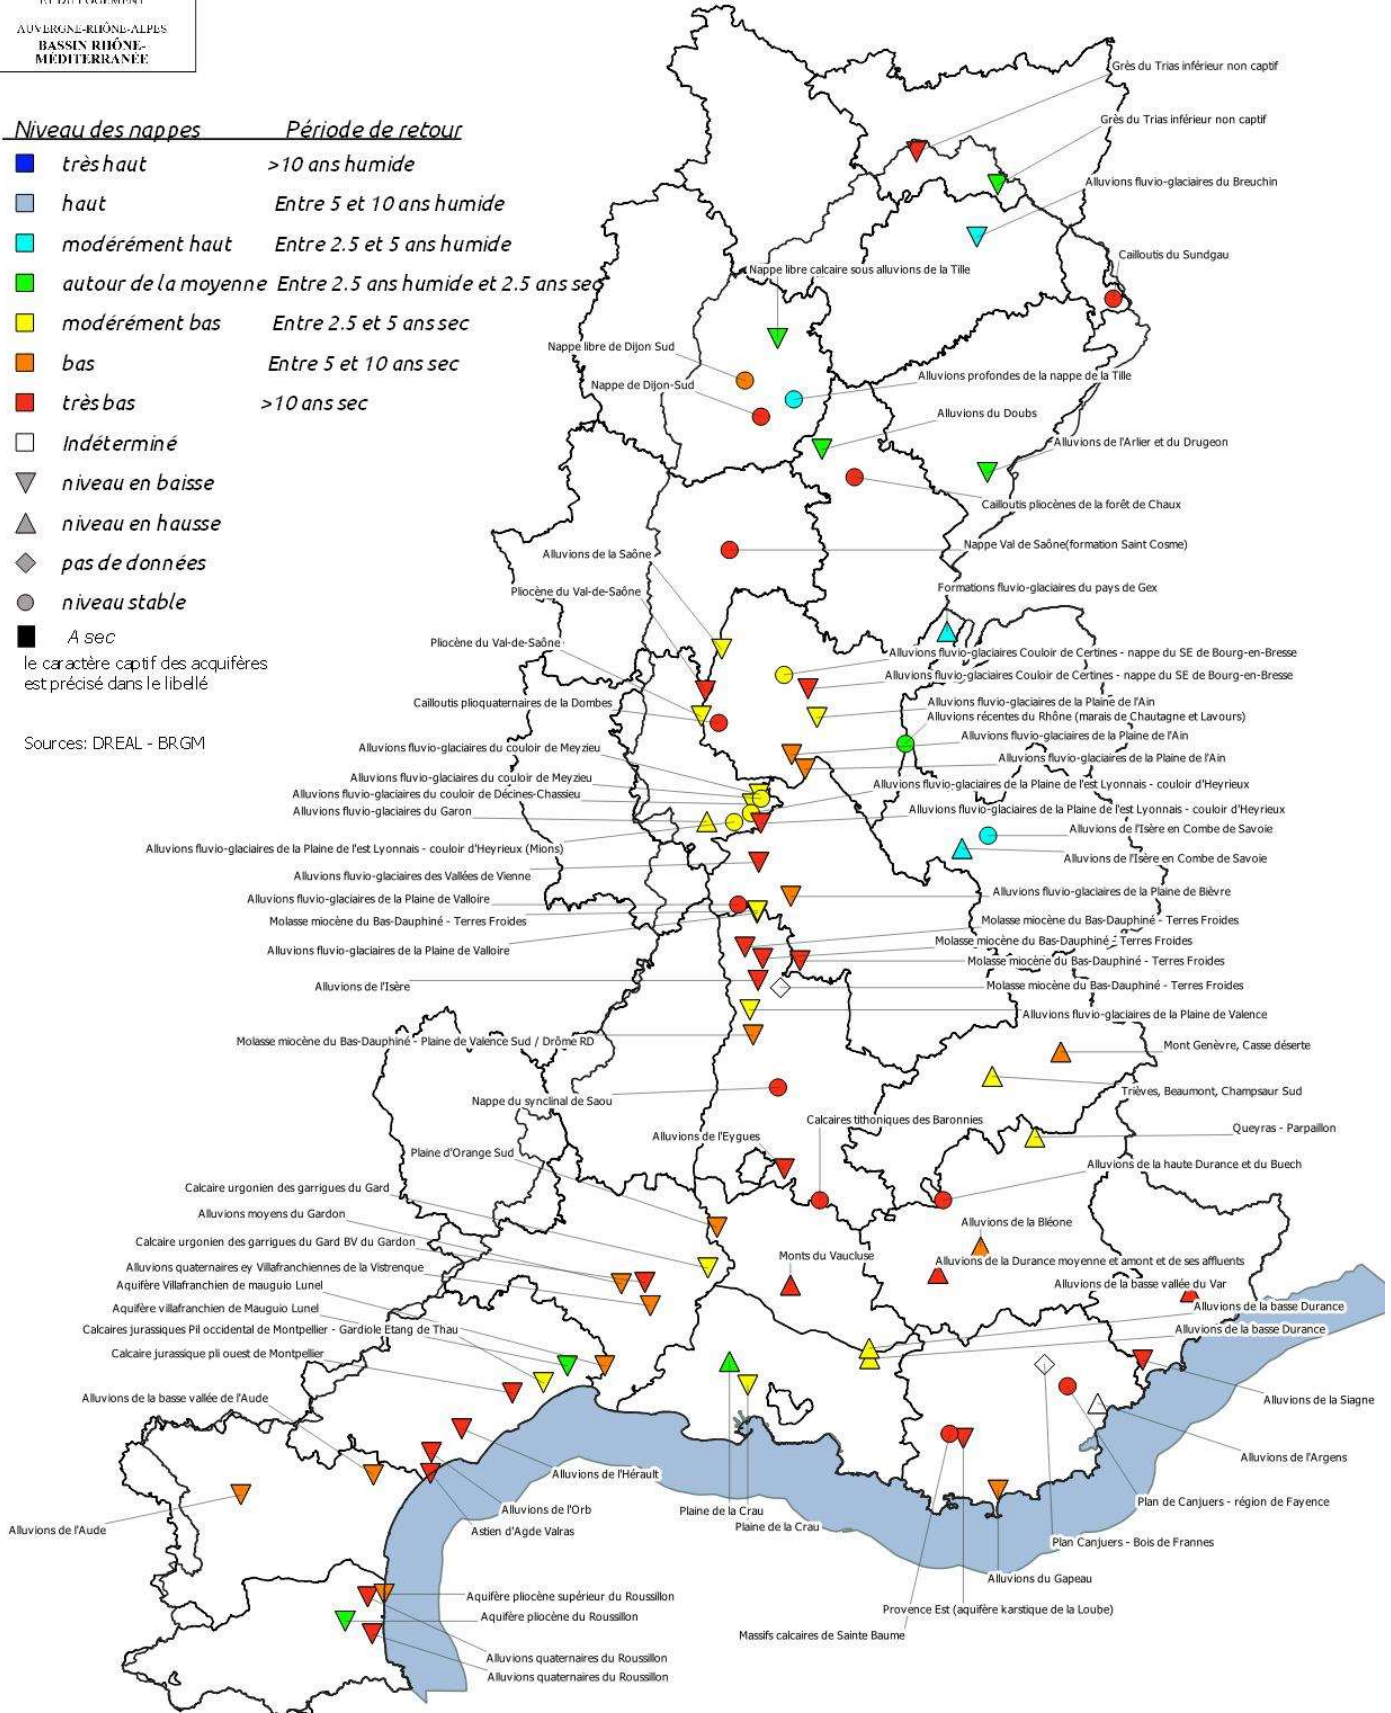 ET DU LOGEMENT
AUVERGNE-RHÔNE-ALPES
BASSIN RHÔNE-
MÉDITERRANÉE
Niveau des nappes Période de retour
très haut >10 ans humide
haut Entre 5 et 10 ans humide
modérément haut Entre 2.5 et 5 ans humide
autour de la moyenne Entre 2.5 ans humide et 2.5 ans sec
modérément bas Entre 2.5 et 5 ans sec
bas Entre 5 et 10 ans sec
très bas >10 ans sec
Indéterminé
niveau en baisse
niveau en hausse
pas de données
niveau stable
A sec
le caractère captif des acquifères
est précisé dans le libellé
Sources: DREAL - BRGM
Grès du Trias inférieur non captif
Grès du Trias inférieur non captif
Alluvions fluvio-glaciaires du Breuchin
Cailloutis du Sundgau
Nappe libre calcaire sous alluvions de la Tille
Nappe libre de Dijon Sud
Alluvions profondes de la nappe de la Tille
Nappe de Dijon-Sud
Alluvions du Doubs
Alluvions de l'Arlier et du Drugeon
Cailloutis pliocènes de la forêt de Chaux
Nappe Val de Saône(formation Saint Cosme)
Alluvions de la Saône
Formations fluvio-glaciaires du pays de Gex
Pliocène du Val-de-Saône
Pliocène du Val-de-Saône
Alluvions fluvio-glaciaires Couloir de Certines - nappe du SE de Bourg-en-Bresse
Alluvions fluvio-glaciaires Couloir de Certines - nappe du SE de Bourg-en-Bresse
Cailloutis plioquaternaires de la Dombes
Alluvions fluvio-glaciaires de la Plaine de l'Ain
Alluvions récentes du Rhône (marais de Chautagne et Lavours)
Alluvions fluvio-glaciaires de la Plaine de l'Ain
Alluvions fluvio-glaciaires du couloir de Meyzieu
Alluvions fluvio-glaciaires de la Plaine de l'Ain
Alluvions fluvio-glaciaires du couloir de Meyzieu
Alluvions fluvio-glaciaires de la Plaine de l'est Lyonnais - couloir d'Heyrieux
Alluvions fluvio-glaciaires du couloir de Décines-Chassieu
Alluvions fluvio-glaciaires du Garon
Alluvions fluvio-glaciaires de la Plaine de l'est Lyonnais - couloir d'Heyrieux
Alluvions de l'Isère en Combe de Savoie
Alluvions fluvio-glaciaires de la Plaine de l'est Lyonnais - couloir d'Heyrieux (Mions)
Alluvions de l'Isère en Combe de Savoie
Alluvions fluvio-glaciaires des Vallées de Vienne
Alluvions fluvio-glaciaires de la Plaine de Bièvre
Alluvions fluvio-glaciaires de la Plaine de Valloire
Molasse miocène du Bas-Dauphiné - Terres Froides
Molasse miocène du Bas-Dauphiné - Terres Froides
Molasse miocène du Bas-Dauphiné - Terres Froides
Alluvions fluvio-glaciaires de la Plaine de Valloire
Molasse miocène du Bas-Dauphiné - Terres Froides
Alluvions de l'Isère
Molasse miocène du Bas-Dauphiné - Terres Froides
Alluvions fluvio-glaciaires de la Plaine de Valence
Molasse miocène du Bas-Dauphiné - Plaine de Valence Sud / Drôme RD
Mont Genèvre, Casse déserte
Trièves, Beaumont, Champsaur Sud
Nappe du synclinal de Saou
Calcaires tithoniques des Baronnies
Queyras - Parpaillon
Alluvions de l'Eygues
Plaine d'Orange Sud
Alluvions de la haute Durance et du Buech
Calcaire urgonien des garrigues du Gard
Alluvions moyens du Gardon
Alluvions de la Bléone
Calcaire urgonien des garrigues du Gard BV du Gardon
Monts du Vaucluse
Alluvions de la Durance moyenne et amont et de ses affluents
Alluvions quaternaires ey Villafranchiennes de la Vistrenque
Alluvions de la basse vallée du Var
Aquifère Villafranchien de mauguio Lunel
Aquifère villafranchien de Mauguio Lunel
Alluvions de la basse Durance
Calcaires jurassiques Pil occidental de Montpellier - Gardiole Etang de Thau
Alluvions de la basse Durance
Calcaire jurassique pli ouest de Montpellier
Alluvions de la basse vallée de l'Aude
Alluvions de la Siagne
Alluvions de l'Argens
Alluvions de l'Hérault
Plan de Canjuers - région de Fayence
Alluvions de l'Orb
Plaine de la Crau
Plaine de la Crau
Alluvions de l'Aude
Astien d'Agde Valras
Plan Canjuers - Bois de Frannes
Alluvions du Gapeau
Aquifère pliocène supérieur du Roussillon
Provence Est (aquifère karstique de la Loube)
Aquifère pliocène du Roussillon
Massifs calcaires de Sainte Baume
Alluvions quaternaires du Roussillon
Alluvions quaternaires du Roussillon